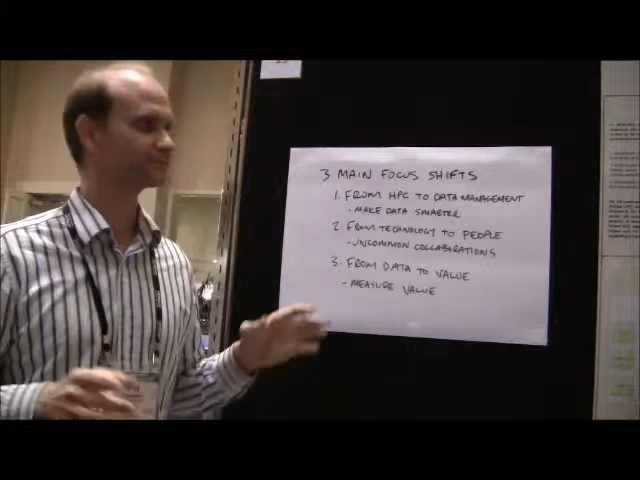 3 MAIN FOCUS SHIFTS
1. FROM HPC TO DATA MANAGEMENT
- MAKE DATA SMARTER
2 FROM TECHNOLOGY TO PEOPLE
- UNCOMMON COLLABORATIONS
3. FROM DATA TO VALUE
- MEASURE VALUE